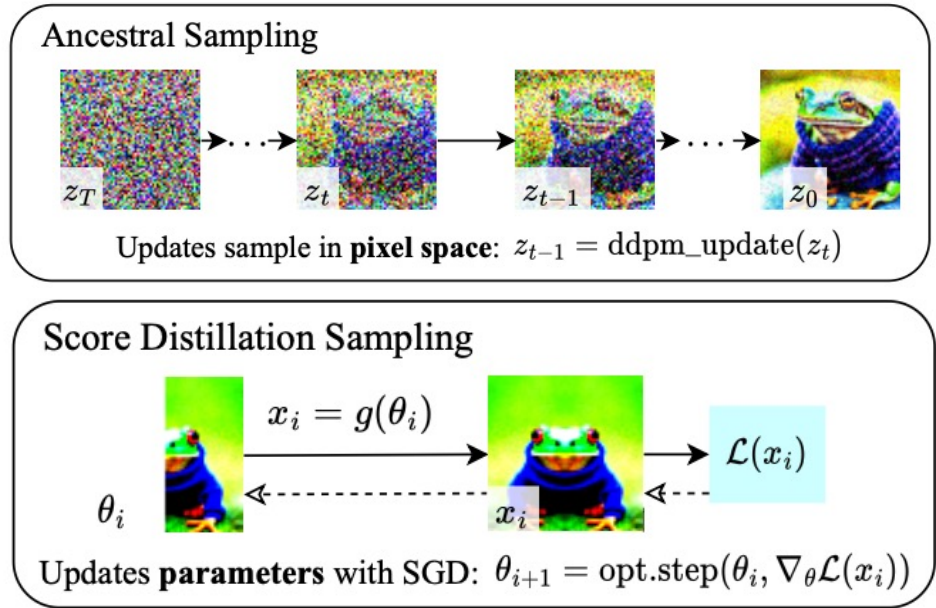 Ancestral Sampling
z_T
z_t
z_{t-1}
z_0
Updates sample in pixel space: z_{t-1} = ddpm_update(z_t)
Score Distillation Sampling
x_i = g(θ_i)
ℒ(x_i)
θ_i
x_i
Updates parameters with SGD: θ_{i+1} = opt.step(θ_i, ∇_θℒ(x_i))